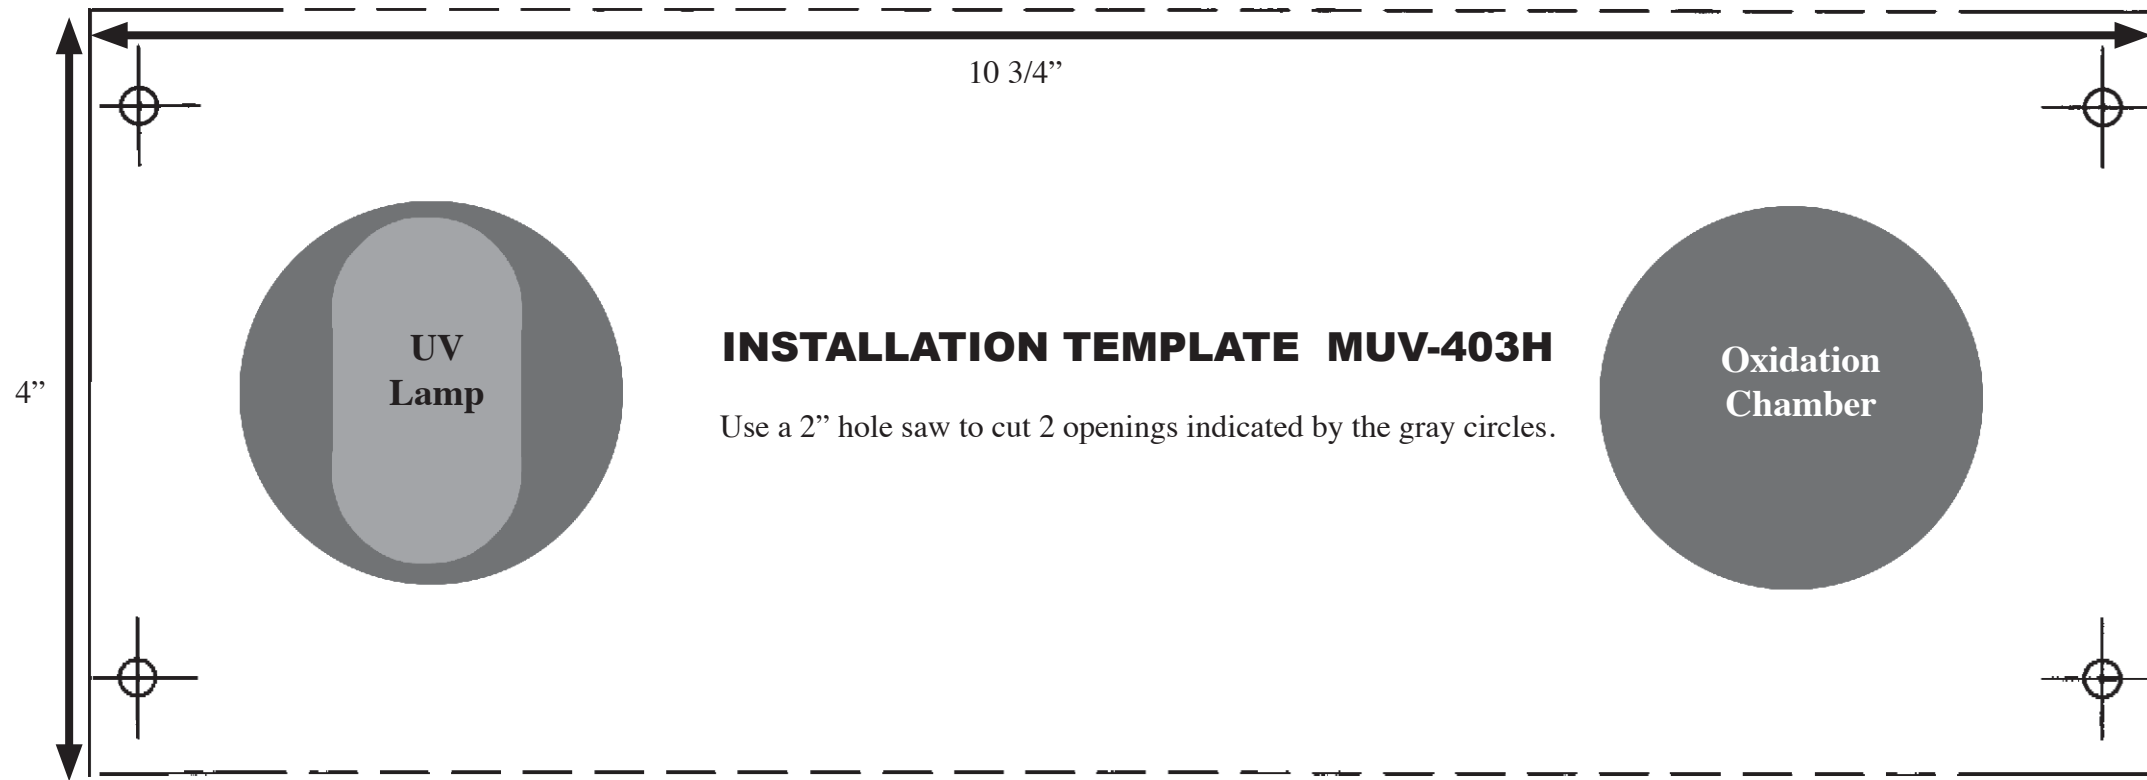 10 3/4”
4”
UV
Lamp
INSTALLATION TEMPLATE MUV-403H
Use a 2” hole saw to cut 2 openings indicated by the gray circles.
Oxidation
Chamber